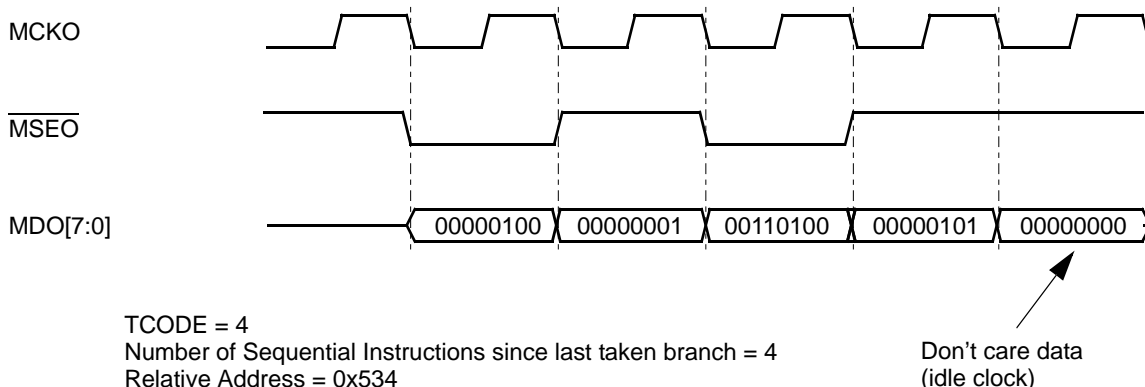 MCKO
MSEO
MDO[7:0]
00000100 00000001 00110100 00000101 00000000
TCODE = 4
Number of Sequential Instructions since last taken branch = 4
Relative Address = 0x534
Don't care data
(idle clock)